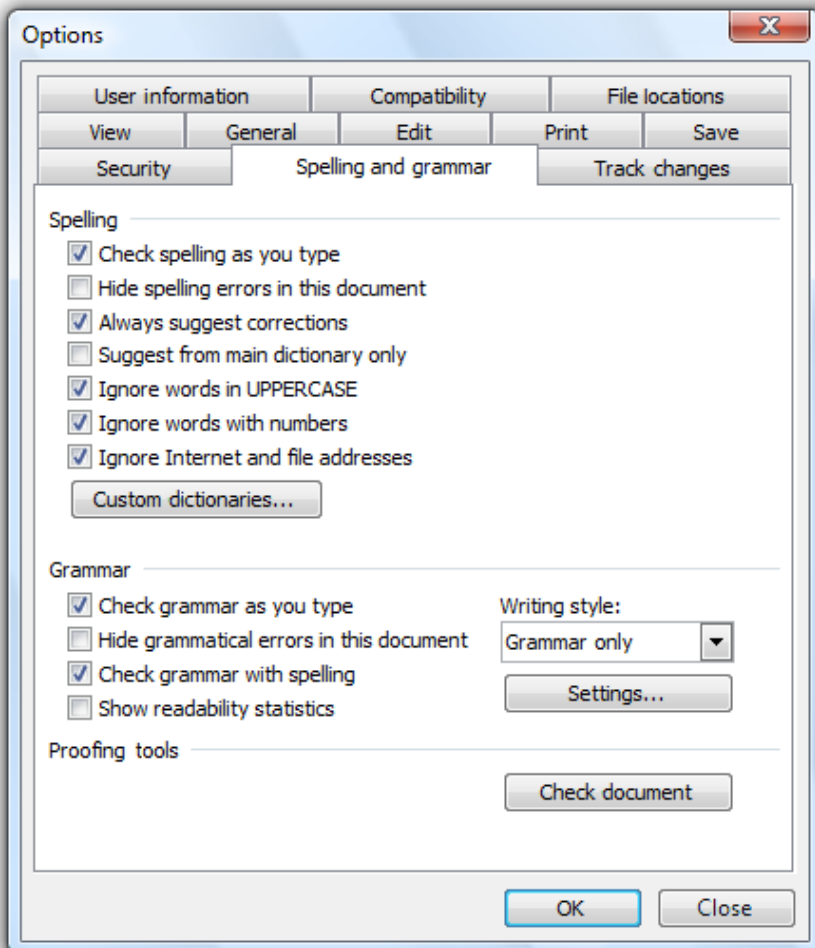 Options
User information Compatibility File locations
View General Edit Print Save
Security Spelling and grammar Track changes
Spelling
Check spelling as you type
Hide spelling errors in this document
Always suggest corrections
Suggest from main dictionary only
Ignore words in UPPERCASE
Ignore words with numbers
Ignore Internet and file addresses
Custom dictionaries...
Grammar
Check grammar as you type Writing style:
Hide grammatical errors in this document Grammar only
Check grammar with spelling
Show readability statistics Settings...
Proofing tools
Check document
OK Close